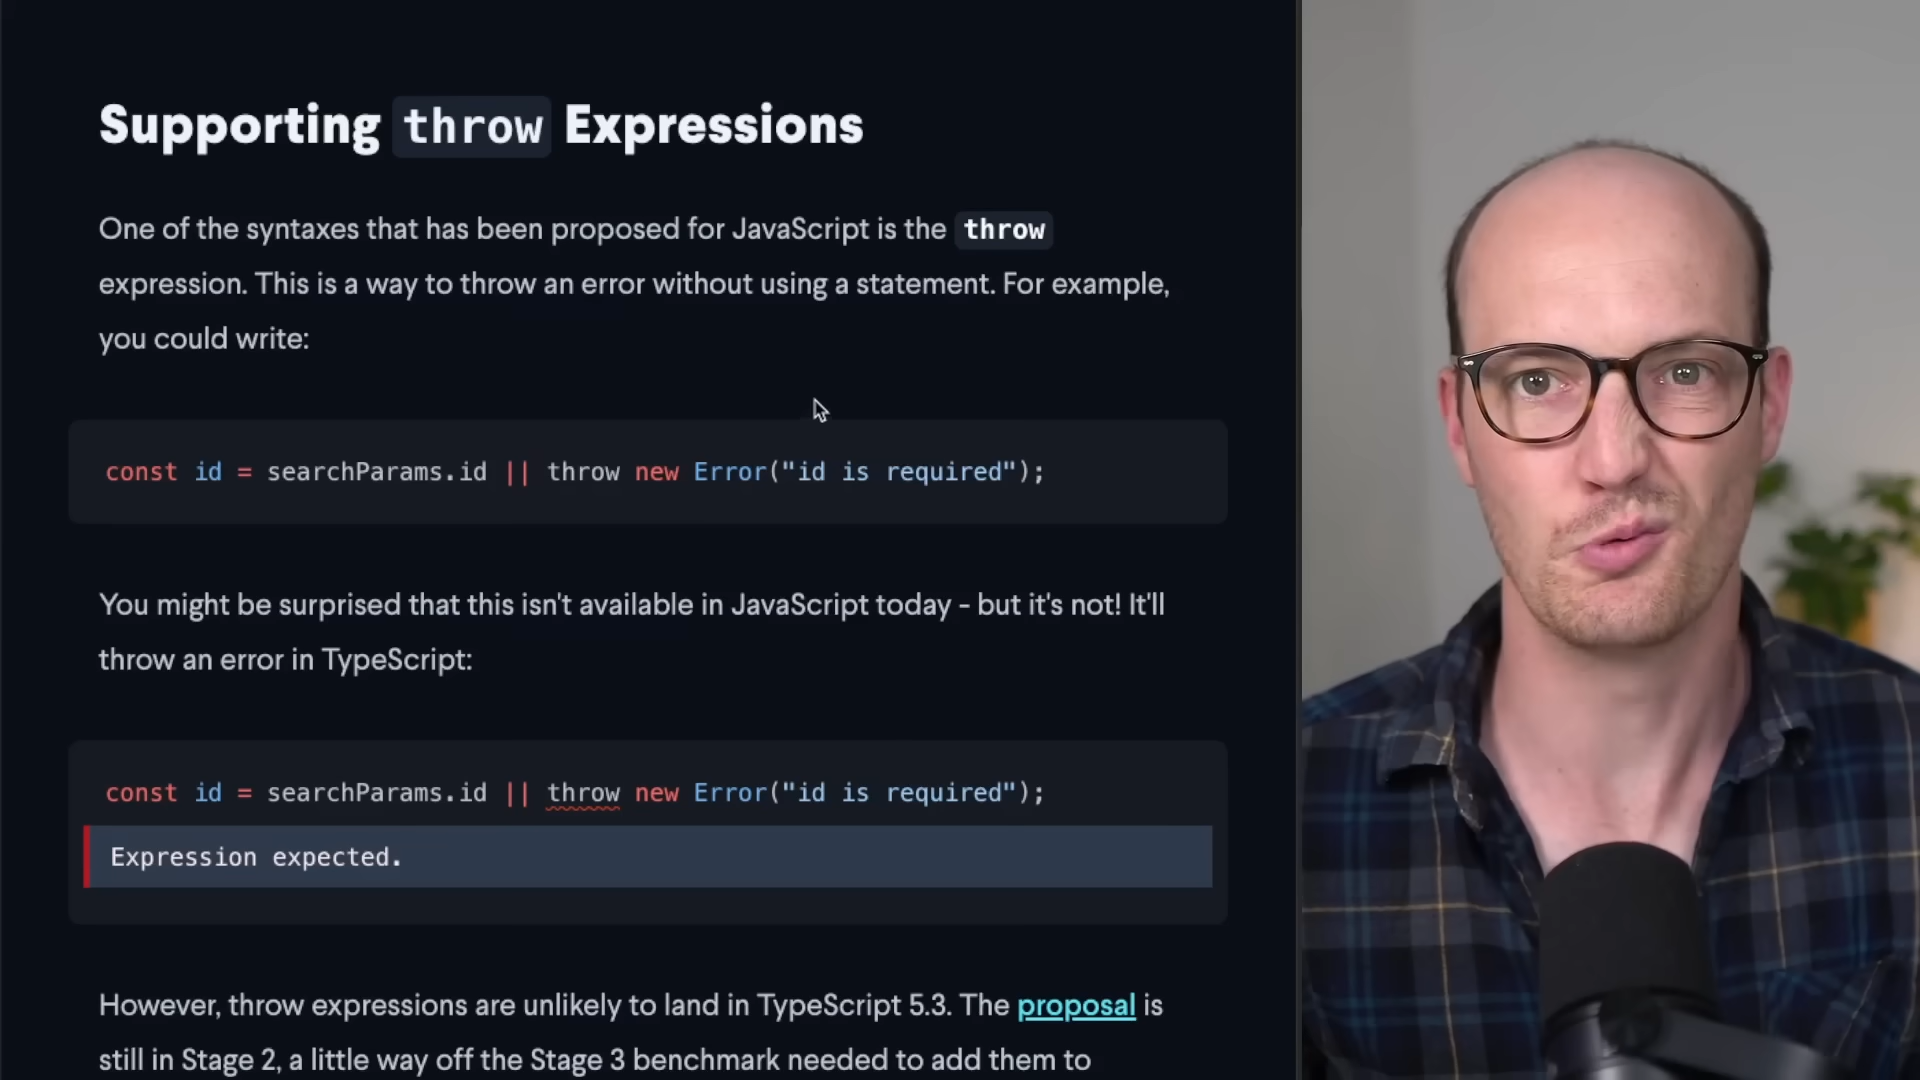 Supporting throw Expressions
One of the syntaxes that has been proposed for JavaScript is the throw
expression. This is a way to throw an error without using a statement. For example,
you could write:
const id = searchParams.id || throw new Error("id is required");
You might be surprised that this isn't available in JavaScript today - but it's not! It'll
throw an error in TypeScript:
const id = searchParams.id || throw new Error("id is required");
Expression expected.
However, throw expressions are unlikely to land in TypeScript 5.3. The proposal is
still in Stage 2, a little way off the Stage 3 benchmark needed to add them to